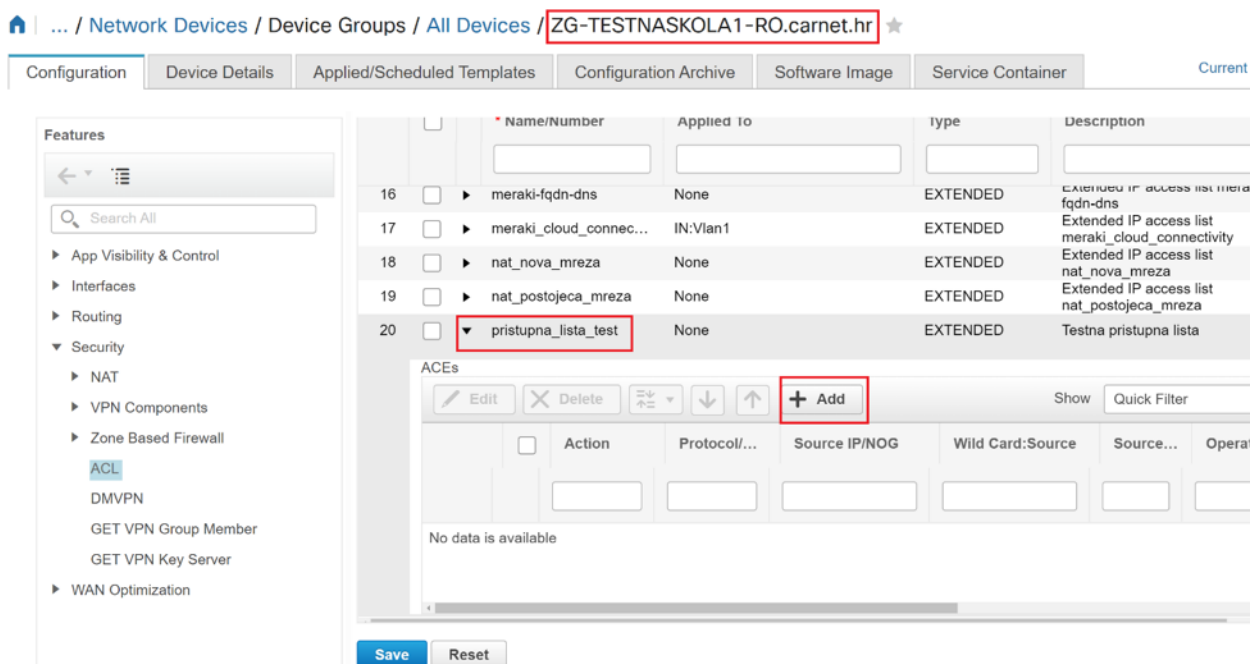 ... / Network Devices / Device Groups / All Devices / ZG-TESTNASKOLA1-RO.carnet.hr
Configuration Device Details Applied/Scheduled Templates Configuration Archive Software Image Service Container Current
Features
Search All
App Visibility & Control
Interfaces
Routing
Security
NAT
VPN Components
Zone Based Firewall
ACL
DMVPN
GET VPN Group Member
GET VPN Key Server
WAN Optimization
* Name/Number Applied To Type Description
16 meraki-fqdn-dns None EXTENDED Extended IP access list mera
fqdn-dns
17 meraki_cloud_connec... IN:Vlan1 EXTENDED Extended IP access list
meraki_cloud_connectivity
18 nat_nova_mreza None EXTENDED Extended IP access list
nat_nova_mreza
19 nat_postojeca_mreza None EXTENDED Extended IP access list
nat_postojeca_mreza
20 pristupna_lista_test None EXTENDED Testna pristupna lista
ACEs
Edit Delete + Add Show Quick Filter
Action Protocol/... Source IP/NOG Wild Card:Source Source... Operat
No data is available
Save Reset